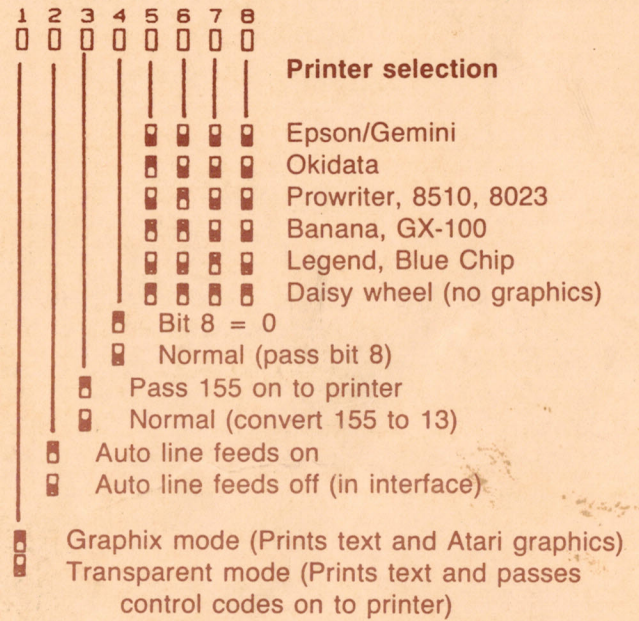 1 2 3 4 5 6 7 8
Printer selection
Epson/Gemini
Okidata
Prowriter, 8510, 8023
Banana, GX-100
Legend, Blue Chip
Daisy wheel (no graphics)
Bit 8 = 0
Normal (pass bit 8)
Pass 155 on to printer
Normal (convert 155 to 13)
Auto line feeds on
Auto line feeds off (in interface)
Graphix mode (Prints text and Atari graphics)
Transparent mode (Prints text and passes
control codes on to printer)